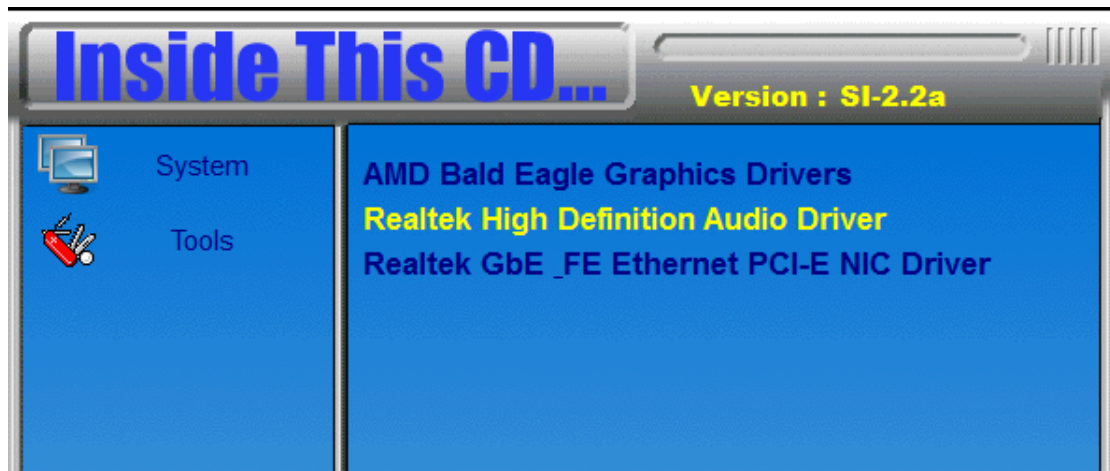 Inside This CD...
Version : SI-2.2a
System
Tools
AMD Bald Eagle Graphics Drivers
Realtek High Definition Audio Driver
Realtek GbE _FE Ethernet PCI-E NIC Driver